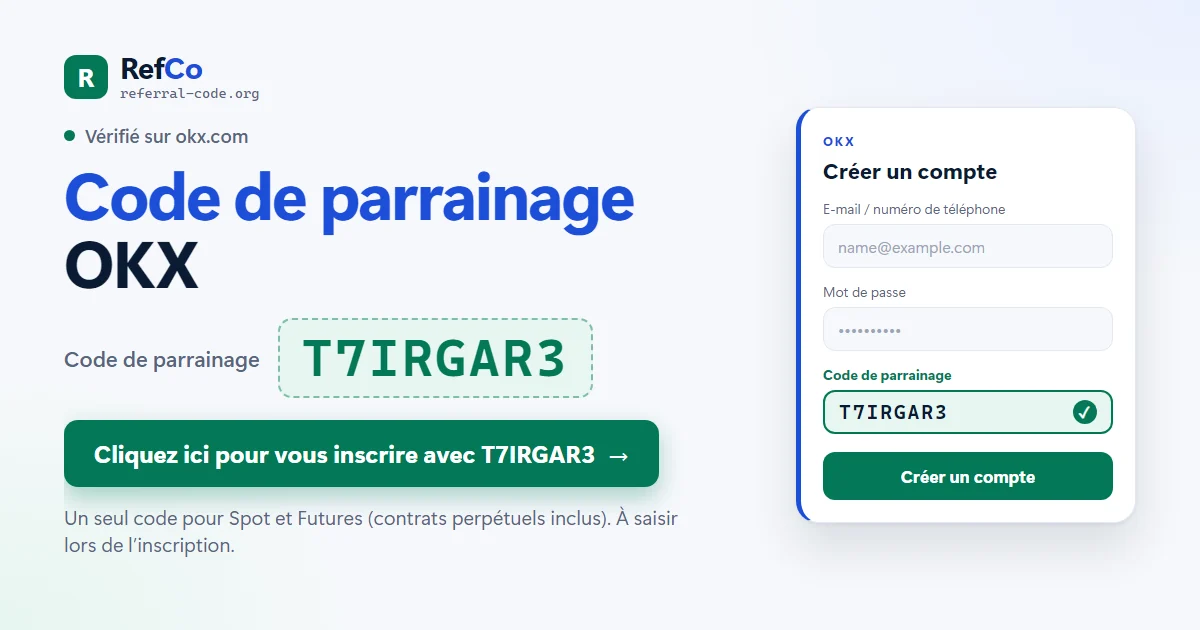 R
RefCo
referral-code.org
Vérifié sur okx.com
Code de parrainage
OKX
Code de parrainage
T7IRGAR3
Cliquez ici pour vous inscrire avec T7IRGAR3 →
Un seul code pour Spot et Futures (contrats perpétuels inclus). À saisir
lors de l’inscription.
OKX
Créer un compte
E-mail / numéro de téléphone
name@example.com
Mot de passe
••••••••••
Code de parrainage
T7IRGAR3 ✓
Créer un compte